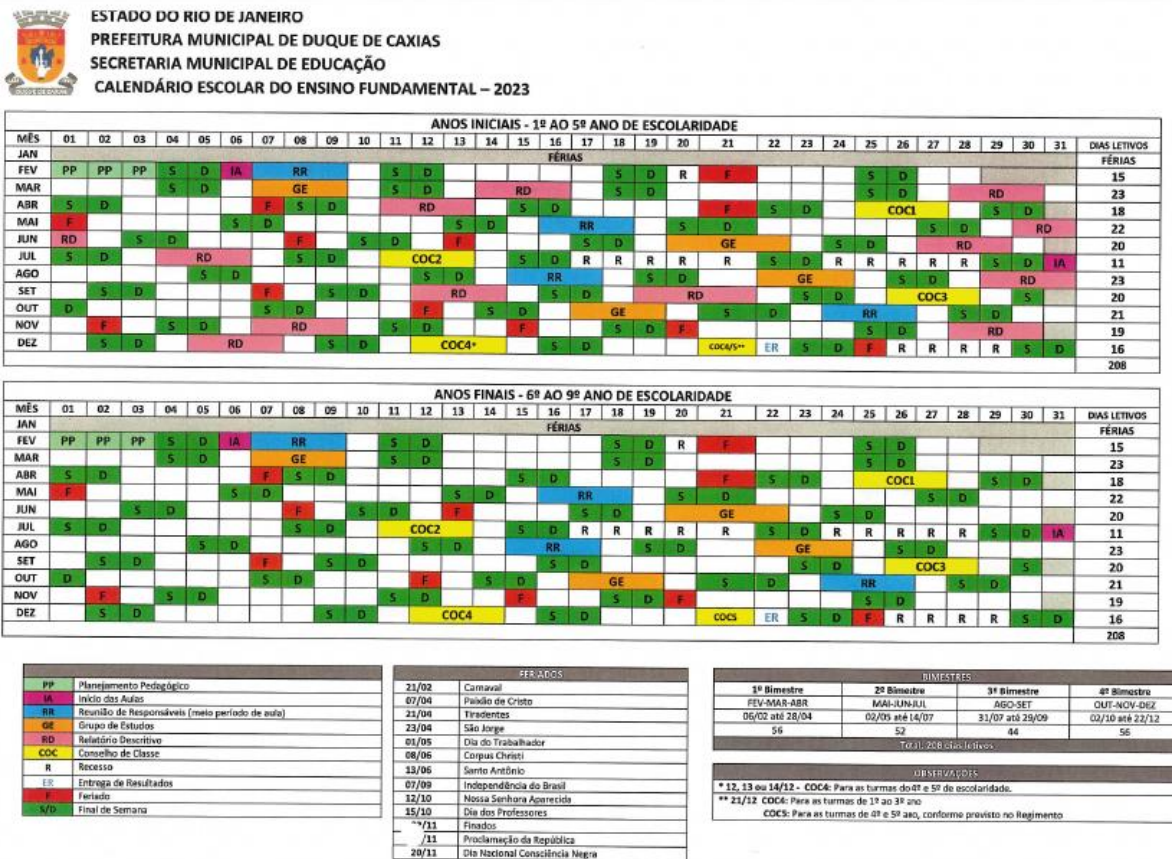 ESTADO DO RIO DE JANEIRO
PREFEITURA MUNICIPAL DE DUQUE DE CAXIAS
SECRETARIA MUNICIPAL DE EDUCAÇÃO
CALENDÁRIO ESCOLAR DO ENSINO FUNDAMENTAL – 2023
ANOS INICIAIS - 1º AO 5º ANO DE ESCOLARIDADE
MÊS 01 02 03 04 05 06 07 08 09 10 11 12 13 14 15 16 17 18 19 20 21 22 23 24 25 26 27 28 29 30 31 DIAS LETIVOS
JAN FÉRIAS FÉRIAS
FEV PP PP PP S D IA RR S D S D R F S D 15
MAR S D GE S D RD S D S D RD 23
ABR S D F S D RD S D F S D COC1 S D 18
MAI F S D S D RR S D S D RD 22
JUN RD S D F S D F S D GE S D RD 20
JUL S D RD S D COC2 S D R R R R R S D R R R R R S D IA 11
AGO S D S D RR S D GE S D RD 23
SET S D F S D RD S D RD S D COC3 S 20
OUT D S D F S D GE S D RR S D 21
NOV F S D RD S D F S D F S D RD 19
DEZ S D RD S D COC4* S D COC4/5** ER S D F R R R R S D 16
208
ANOS FINAIS - 6º AO 9º ANO DE ESCOLARIDADE
MÊS 01 02 03 04 05 06 07 08 09 10 11 12 13 14 15 16 17 18 19 20 21 22 23 24 25 26 27 28 29 30 31 DIAS LETIVOS
JAN FÉRIAS FÉRIAS
FEV PP PP PP S D IA RR S D S D R F S D 15
MAR S D GE S D S D S D 23
ABR S D F S D S D F S D COC1 S D 18
MAI F S D S D RR S D S D 22
JUN S D F S D F S D GE S D 20
JUL S D S D COC2 S D R R R R R S D R R R R R S D IA 11
AGO S D S D RR S D GE S D 23
SET S D F S D S D S D COC3 S 20
OUT D S D F S D GE S D RR S D 21
NOV F S D S D F S D F S D 19
DEZ S D S D COC4 S D COC5 ER S D F R R R R S D 16
208
PP Planejamento Pedagógico
IA Início das Aulas
RR Reunião de Responsáveis (meio período de aula)
GE Grupo de Estudos
RD Relatório Descritivo
COC Conselho de Classe
R Recesso
ER Entrega de Resultados
F Feriado
S/D Final de Semana
FERIADOS
21/02 Carnaval
07/04 Paixão de Cristo
21/04 Tiradentes
23/04 São Jorge
01/05 Dia do Trabalhador
08/06 Corpus Christi
13/06 Santo Antônio
07/09 Independência do Brasil
12/10 Nossa Senhora Aparecida
15/10 Dia dos Professores
/11 Finados
/11 Proclamação da República
20/11 Dia Nacional Consciência Negra
BIMESTRES
1º Bimestre 2º Bimestre 3º Bimestre 4º Bimestre
FEV-MAR-ABR MAI-JUN-JUL AGO-SET OUT-NOV-DEZ
06/02 até 28/04 02/05 até 14/07 31/07 até 29/09 02/10 até 22/12
56 52 44 56
Total: 208 dias letivos
OBSERVAÇÕES
* 12, 13 ou 14/12 - COC4: Para as turmas do 4º e 5º de escolaridade.
** 21/12 COC4: Para as turmas de 1º ao 3º ano
COC5: Para as turmas de 4º e 5º ano, conforme previsto no Regimento